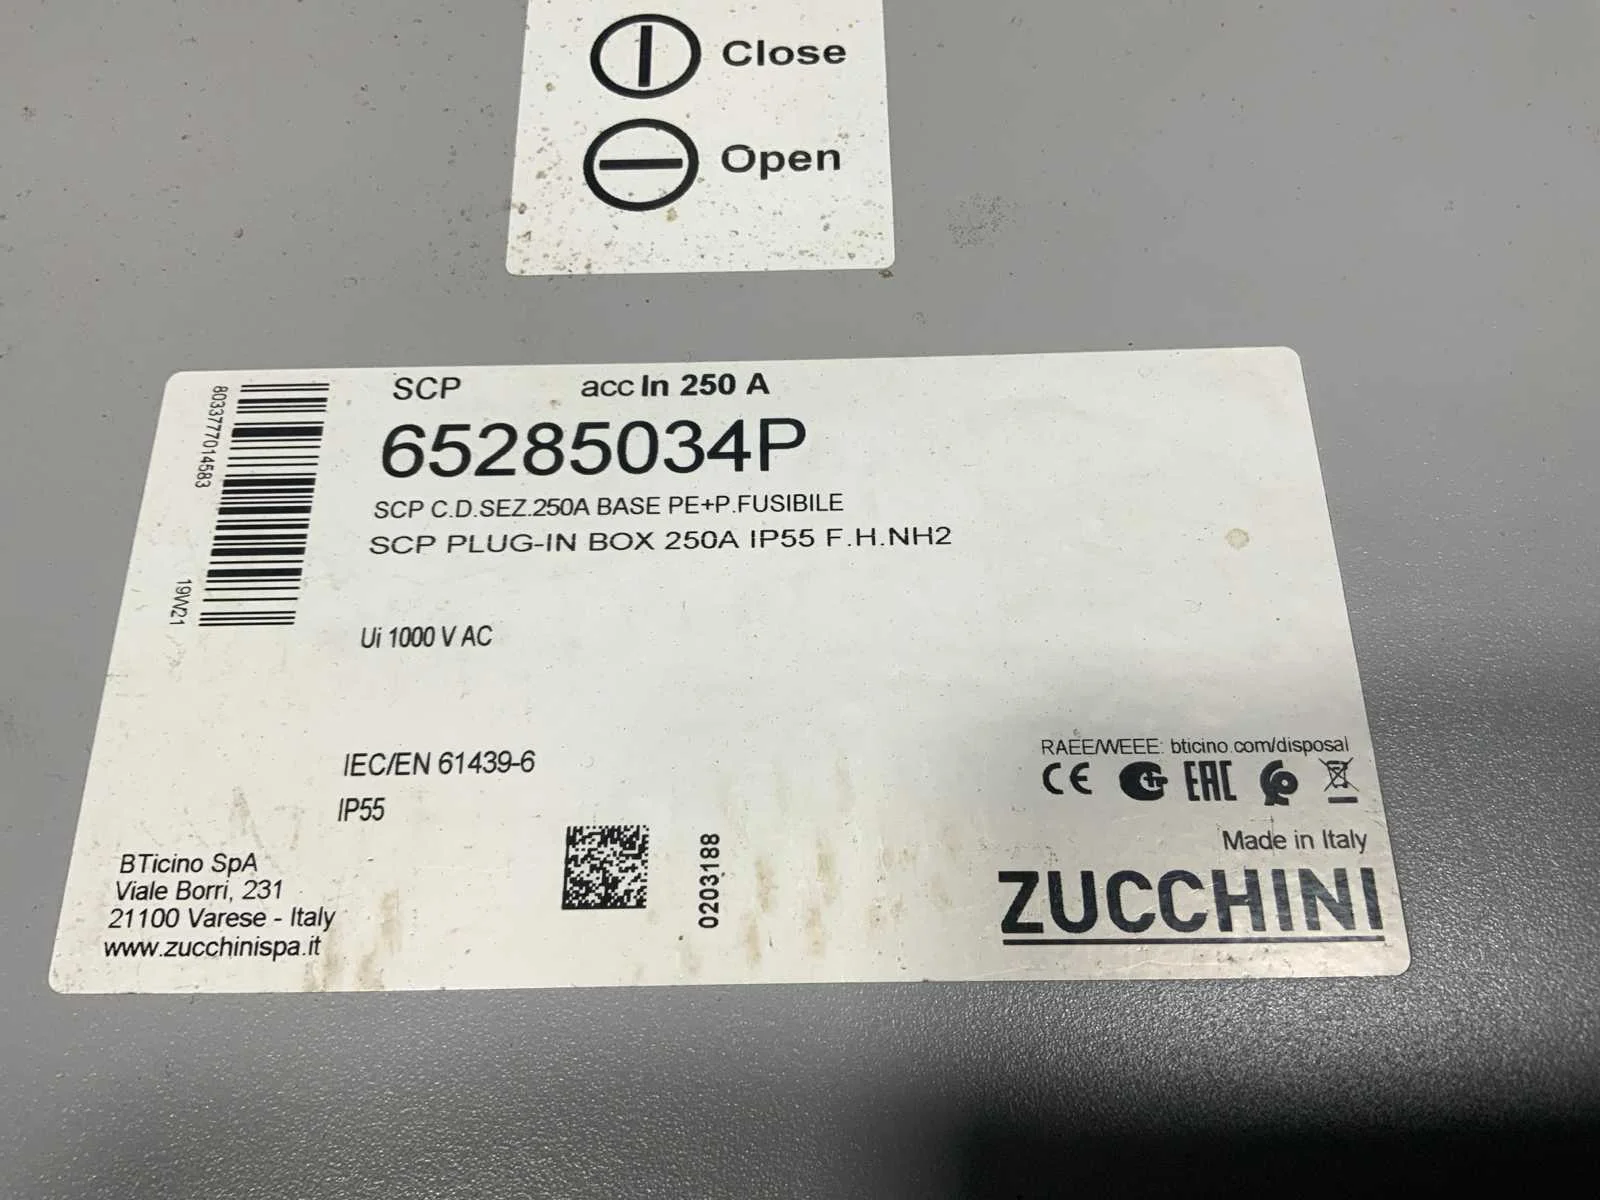 Close
Open
SCP acc In 250 A
65285034P
SCP C.D.SEZ.250A BASE PE+P.FUSIBILE
SCP PLUG-IN BOX 250A IP55 F.H.NH2
8033777014583
19W21
Ui 1000 V AC
IEC/EN 61439-6
IP55
BTicino SpA
Viale Borri, 231
21100 Varese - Italy
www.zucchinispa.it
0203188
RAEE/WEEE: bticino.com/disposal
CE EAC
Made in Italy
ZUCCHINI